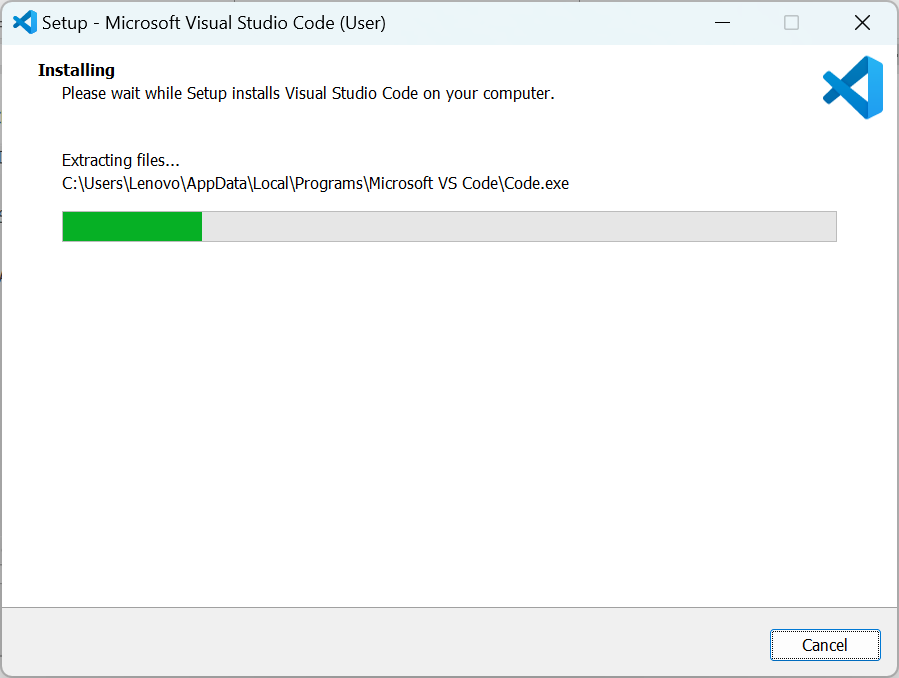 Setup - Microsoft Visual Studio Code (User)
Installing
Please wait while Setup installs Visual Studio Code on your computer.
Extracting files...
C:\Users\Lenovo\AppData\Local\Programs\Microsoft VS Code\Code.exe
Cancel